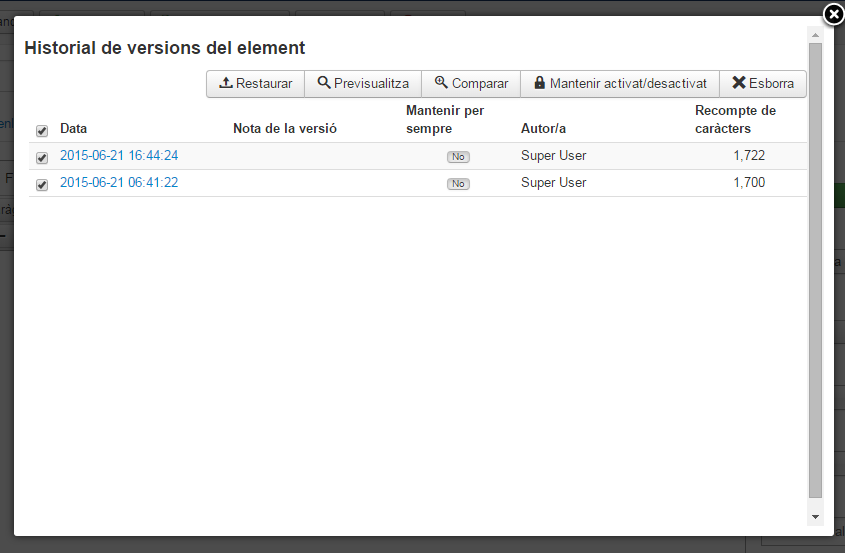 Historial de versions del element
Restaurar Previsualitza Comparar Mantenir activat/desactivat Esborra
Data Nota de la versió Mantenir per sempre Autor/a Recompte de caràcters
2015-06-21 16:44:24 No Super User 1,722
2015-06-21 06:41:22 No Super User 1,700